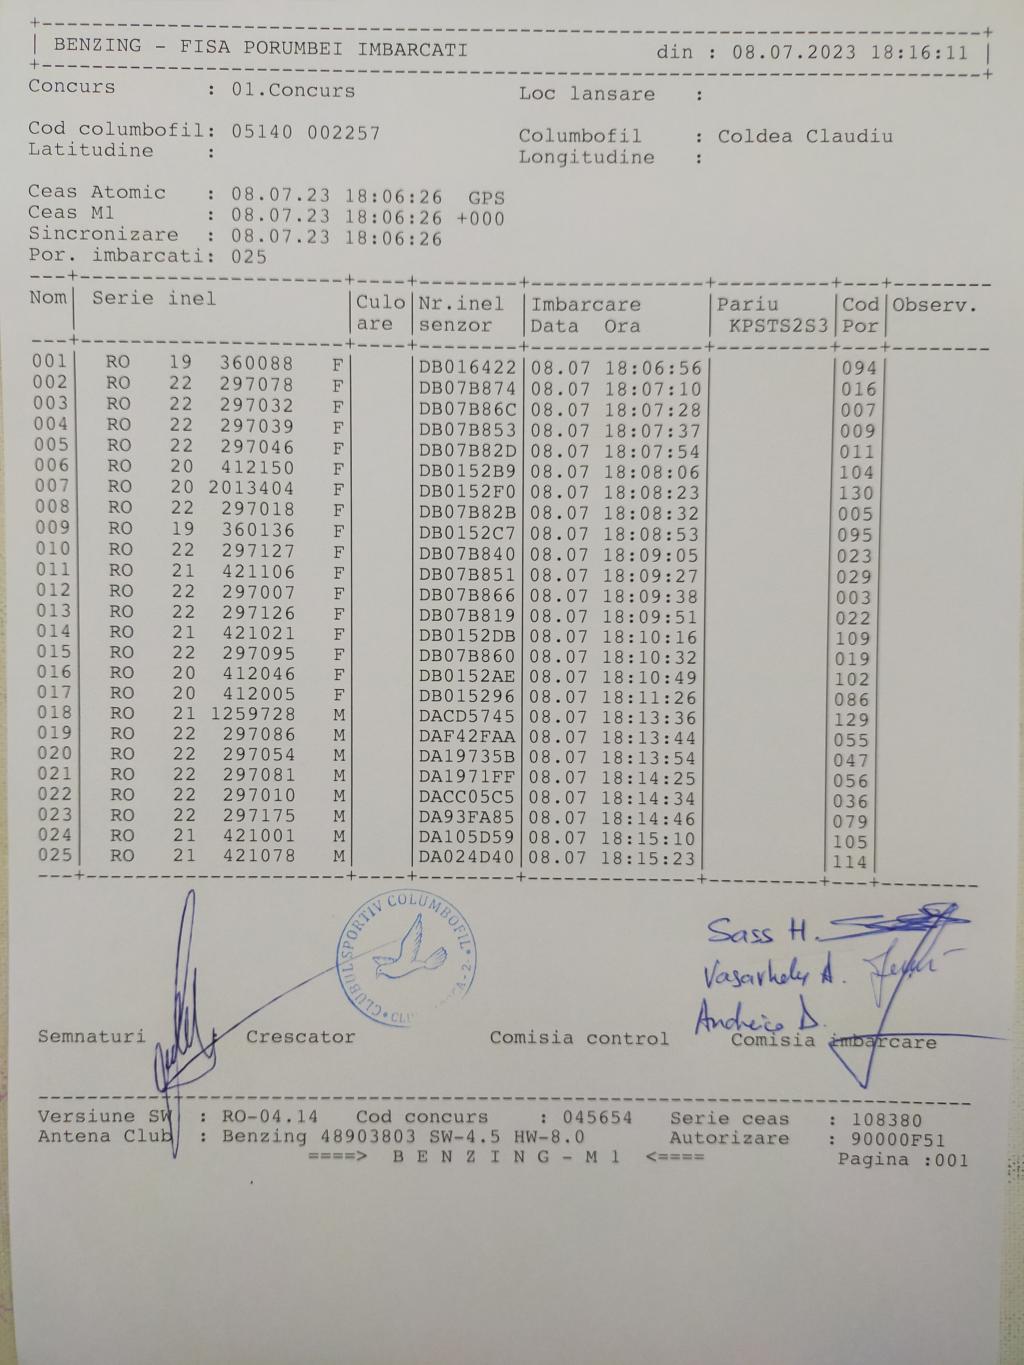 BENZING - FISA PORUMBEI IMBARCATI din : 08.07.2023 18:16:11
Concurs : 01.Concurs Loc lansare :
Cod columbofil: 05140 002257 Columbofil : Coldea Claudiu
Latitudine : Longitudine :
Ceas Atomic : 08.07.23 18:06:26 GPS
Ceas M1 : 08.07.23 18:06:26 +000
Sincronizare : 08.07.23 18:06:26
Por. imbarcati: 025
Nom Serie inel Culo Nr.inel Imbarcare Pariu Cod Observ.
are senzor Data Ora KPSTS2S3 Por
001 RO 19 360088 F DB016422 08.07 18:06:56 094
002 RO 22 297078 F DB07B874 08.07 18:07:10 016
003 RO 22 297032 F DB07B86C 08.07 18:07:28 007
004 RO 22 297039 F DB07B853 08.07 18:07:37 009
005 RO 22 297046 F DB07B82D 08.07 18:07:54 011
006 RO 20 412150 F DB0152B9 08.07 18:08:06 104
007 RO 20 2013404 F DB0152F0 08.07 18:08:23 130
008 RO 22 297018 F DB07B82B 08.07 18:08:32 005
009 RO 19 360136 F DB0152C7 08.07 18:08:53 095
010 RO 22 297127 F DB07B840 08.07 18:09:05 023
011 RO 21 421106 F DB07B851 08.07 18:09:27 029
012 RO 22 297007 F DB07B866 08.07 18:09:38 003
013 RO 22 297126 F DB07B819 08.07 18:09:51 022
014 RO 21 421021 F DB0152DB 08.07 18:10:16 109
015 RO 22 297095 F DB07B860 08.07 18:10:32 019
016 RO 20 412046 F DB0152AE 08.07 18:10:49 102
017 RO 20 412005 F DB015296 08.07 18:11:26 086
018 RO 21 1259728 M DACD5745 08.07 18:13:36 129
019 RO 22 297086 M DAF42FAA 08.07 18:13:44 055
020 RO 22 297054 M DA19735B 08.07 18:13:54 047
021 RO 22 297081 M DA1971FF 08.07 18:14:25 056
022 RO 22 297010 M DACC05C5 08.07 18:14:34 036
023 RO 22 297175 M DA93FA85 08.07 18:14:46 079
024 RO 21 421001 M DA105D59 08.07 18:15:10 105
025 RO 21 421078 M DA024D40 08.07 18:15:23 114
CLUBUL SPORTIV COLUMBOFIL
Sass H.
Vasarhely A.
Andreico D.
Semnaturi Crescator Comisia control Comisia imbarcare
Versiune SW : RO-04.14 Cod concurs : 045654 Serie ceas : 108380
Antena Club : Benzing 48903803 SW-4.5 HW-8.0 Autorizare : 90000F51
====> B E N Z I N G - M 1 <==== Pagina :001